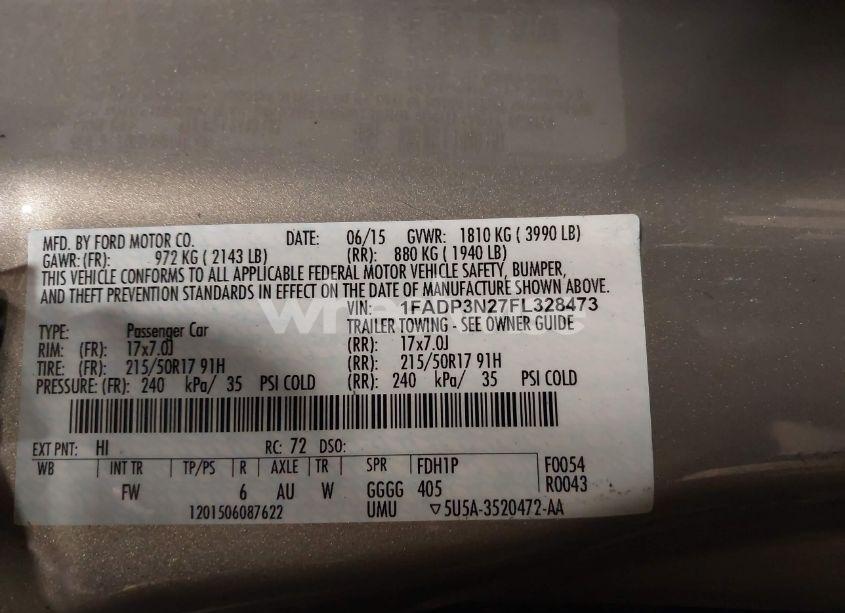 MFD. BY FORD MOTOR CO. DATE: 06/15 GVWR: 1810 KG ( 3990 LB)
GAWR: (FR): 972 KG ( 2143 LB) (RR): 880 KG ( 1940 LB)
THIS VEHICLE CONFORMS TO ALL APPLICABLE FEDERAL MOTOR VEHICLE SAFETY, BUMPER,
AND THEFT PREVENTION STANDARDS IN EFFECT ON THE DATE OF MANUFACTURE SHOWN ABOVE.
VIN: 1FADP3N27FL328473
TYPE: Passenger Car TRAILER TOWING - SEE OWNER GUIDE
RIM: (FR): 17x7.0J (RR): 17x7.0J
TIRE: (FR): 215/50R17 91H (RR): 215/50R17 91H
PRESSURE: (FR): 240 kPa/ 35 PSI COLD (RR): 240 kPa/ 35 PSI COLD
EXT PNT: HI RC: 72 DSO:
WB INT TR TP/PS R AXLE TR SPR FDH1P F0054
FW 6 AU W GGGG 405 R0043
1201506087622 UMU ▽5U5A-3520472-AA